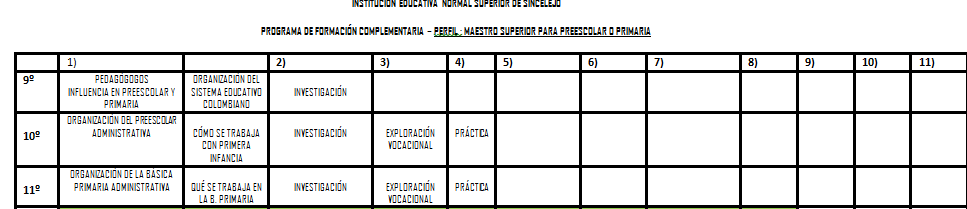 INSTITUCIÓN EDUCATIVA NORMAL SUPERIOR DE SINCELEJO
PROGRAMA DE FORMACIÓN COMPLEMENTARIA – PERFIL : MAESTRO SUPERIOR PARA PREESCOLAR O PRIMARIA
1) 2) 3) 4) 5) 6) 7) 8) 9) 10) 11)
9º
PEDAGÓGOGOS
INFLUENCIA EN PREESCOLAR Y
PRIMARIA
ORGANIZACIÓN DEL
SISTEMA EDUCATIVO
COLOMBIANO
INVESTIGACIÓN
10º
ORGANIZACIÓN DEL PREESCOLAR
ADMINISTRATIVA
CÓMO SE TRABAJA
CON PRIMERA
INFANCIA
INVESTIGACIÓN
EXPLORACIÓN
VOCACIONAL
PRÁCTICA
11º
ORGANIZACIÓN DE LA BÁSICA
PRIMARIA ADMINISTRATIVA
QUÉ SE TRABAJA EN
LA B. PRIMARIA
INVESTIGACIÓN
EXPLORACIÓN
VOCACIONAL
PRÁCTICA